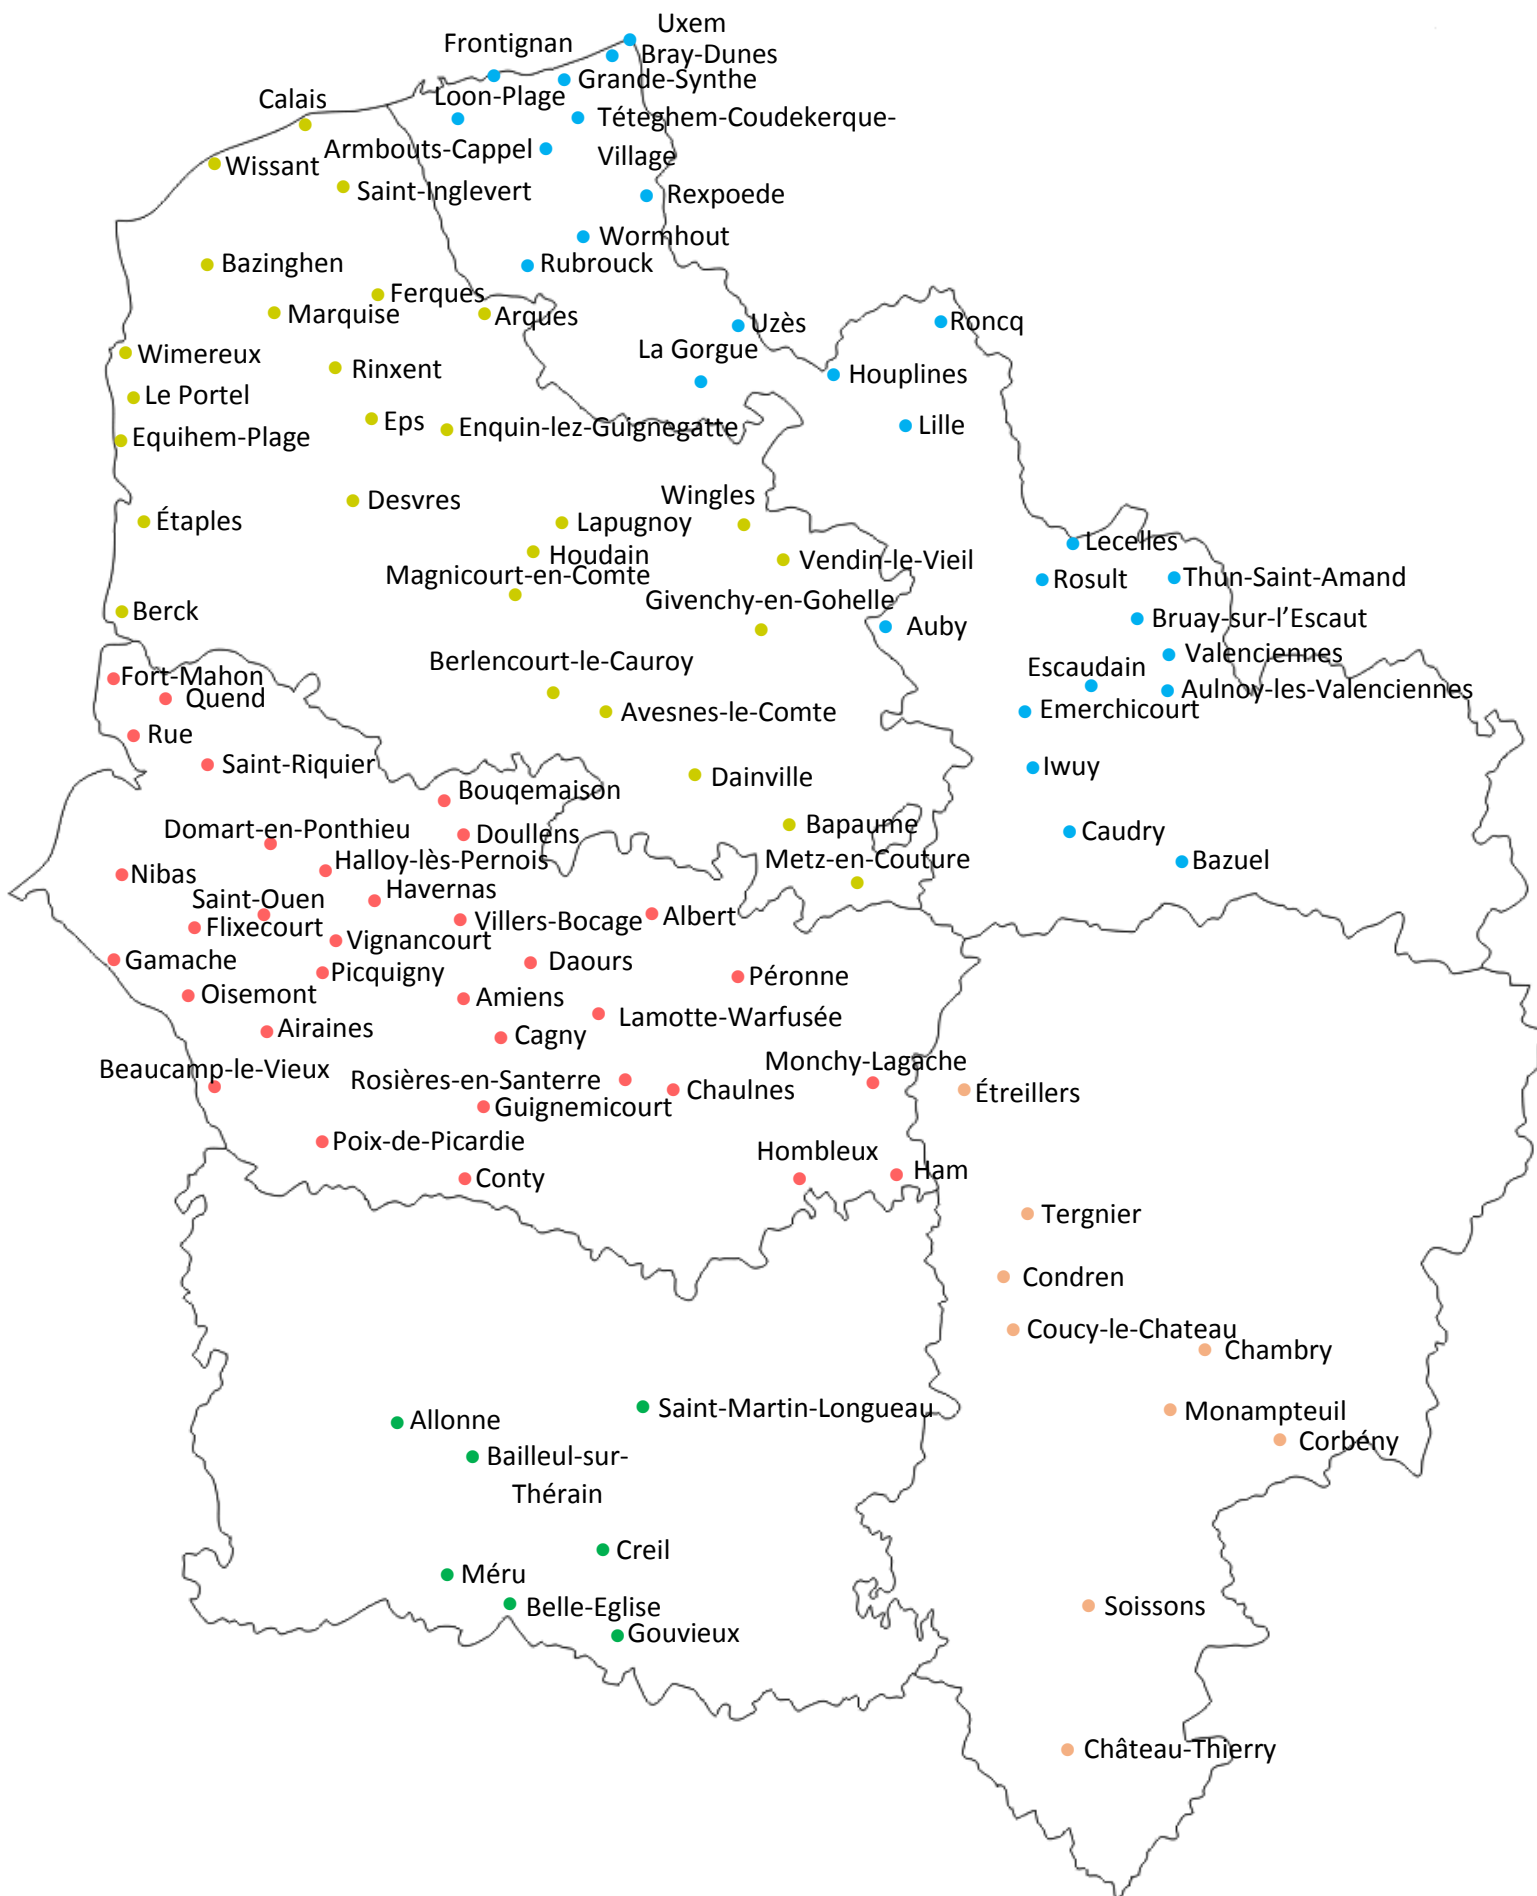 Uxem
Frontignan
Bray-Dunes
Grande-Synthe
Loon-Plage
Calais
Téteghem-Coudekerque-
Village
Armbouts-Cappel
Wissant
Saint-Inglevert
Rexpoede
Wormhout
Bazinghen
Rubrouck
Ferques
Marquise
Arques
Uzès
Roncq
La Gorgue
Wimereux
Rinxent
Houplines
Le Portel
Eps
Enquin-lez-Guignegatte
Lille
Equihem-Plage
Desvres
Wingles
Étaples
Lapugnoy
Lecelles
Houdain
Vendin-le-Vieil
Magnicourt-en-Comte
Rosult
Thun-Saint-Amand
Givenchy-en-Gohelle
Berck
Auby
Bruay-sur-l’Escaut
Berlencourt-le-Cauroy
Valenciennes
Escaudain
Fort-Mahon
Quend
Aulnoy-les-Valenciennes
Avesnes-le-Comte
Emerchicourt
Rue
Saint-Riquier
Dainville
Iwuy
Bouqemaison
Domart-en-Ponthieu
Doullens
Bapaume
Caudry
Halloy-lès-Pernois
Metz-en-Couture
Bazuel
Nibas
Havernas
Saint-Ouen
Flixecourt
Villers-Bocage
Albert
Vignancourt
Gamache
Picquigny
Daours
Péronne
Oisemont
Amiens
Lamotte-Warfusée
Airaines
Cagny
Beaucamp-le-Vieux
Monchy-Lagache
Rosières-en-Santerre
Chaulnes
Étreillers
Guignemicourt
Poix-de-Picardie
Hombleux
Conty
Ham
Tergnier
Condren
Coucy-le-Chateau
Chambry
Saint-Martin-Longueau
Monampteuil
Allonne
Corbény
Bailleul-sur-
Thérain
Creil
Méru
Belle-Eglise
Soissons
Gouvieux
Château-Thierry